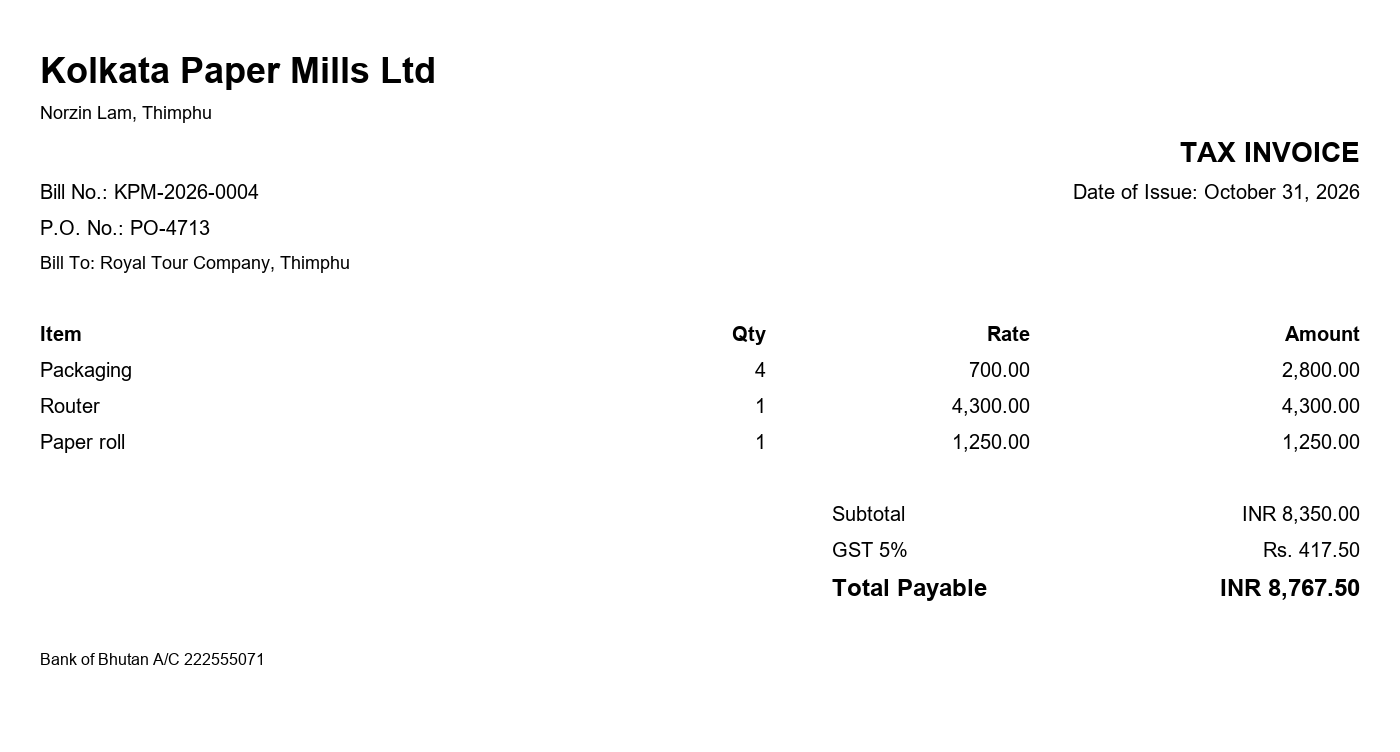 Kolkata Paper Mills Ltd
Norzin Lam, Thimphu
TAX INVOICE
Bill No.: KPM-2026-0004 Date of Issue: October 31, 2026
P.O. No.: PO-4713
Bill To: Royal Tour Company, Thimphu
Item Qty Rate Amount
Packaging 4 700.00 2,800.00
Router 1 4,300.00 4,300.00
Paper roll 1 1,250.00 1,250.00
Subtotal INR 8,350.00
GST 5% Rs. 417.50
Total Payable INR 8,767.50
Bank of Bhutan A/C 222555071